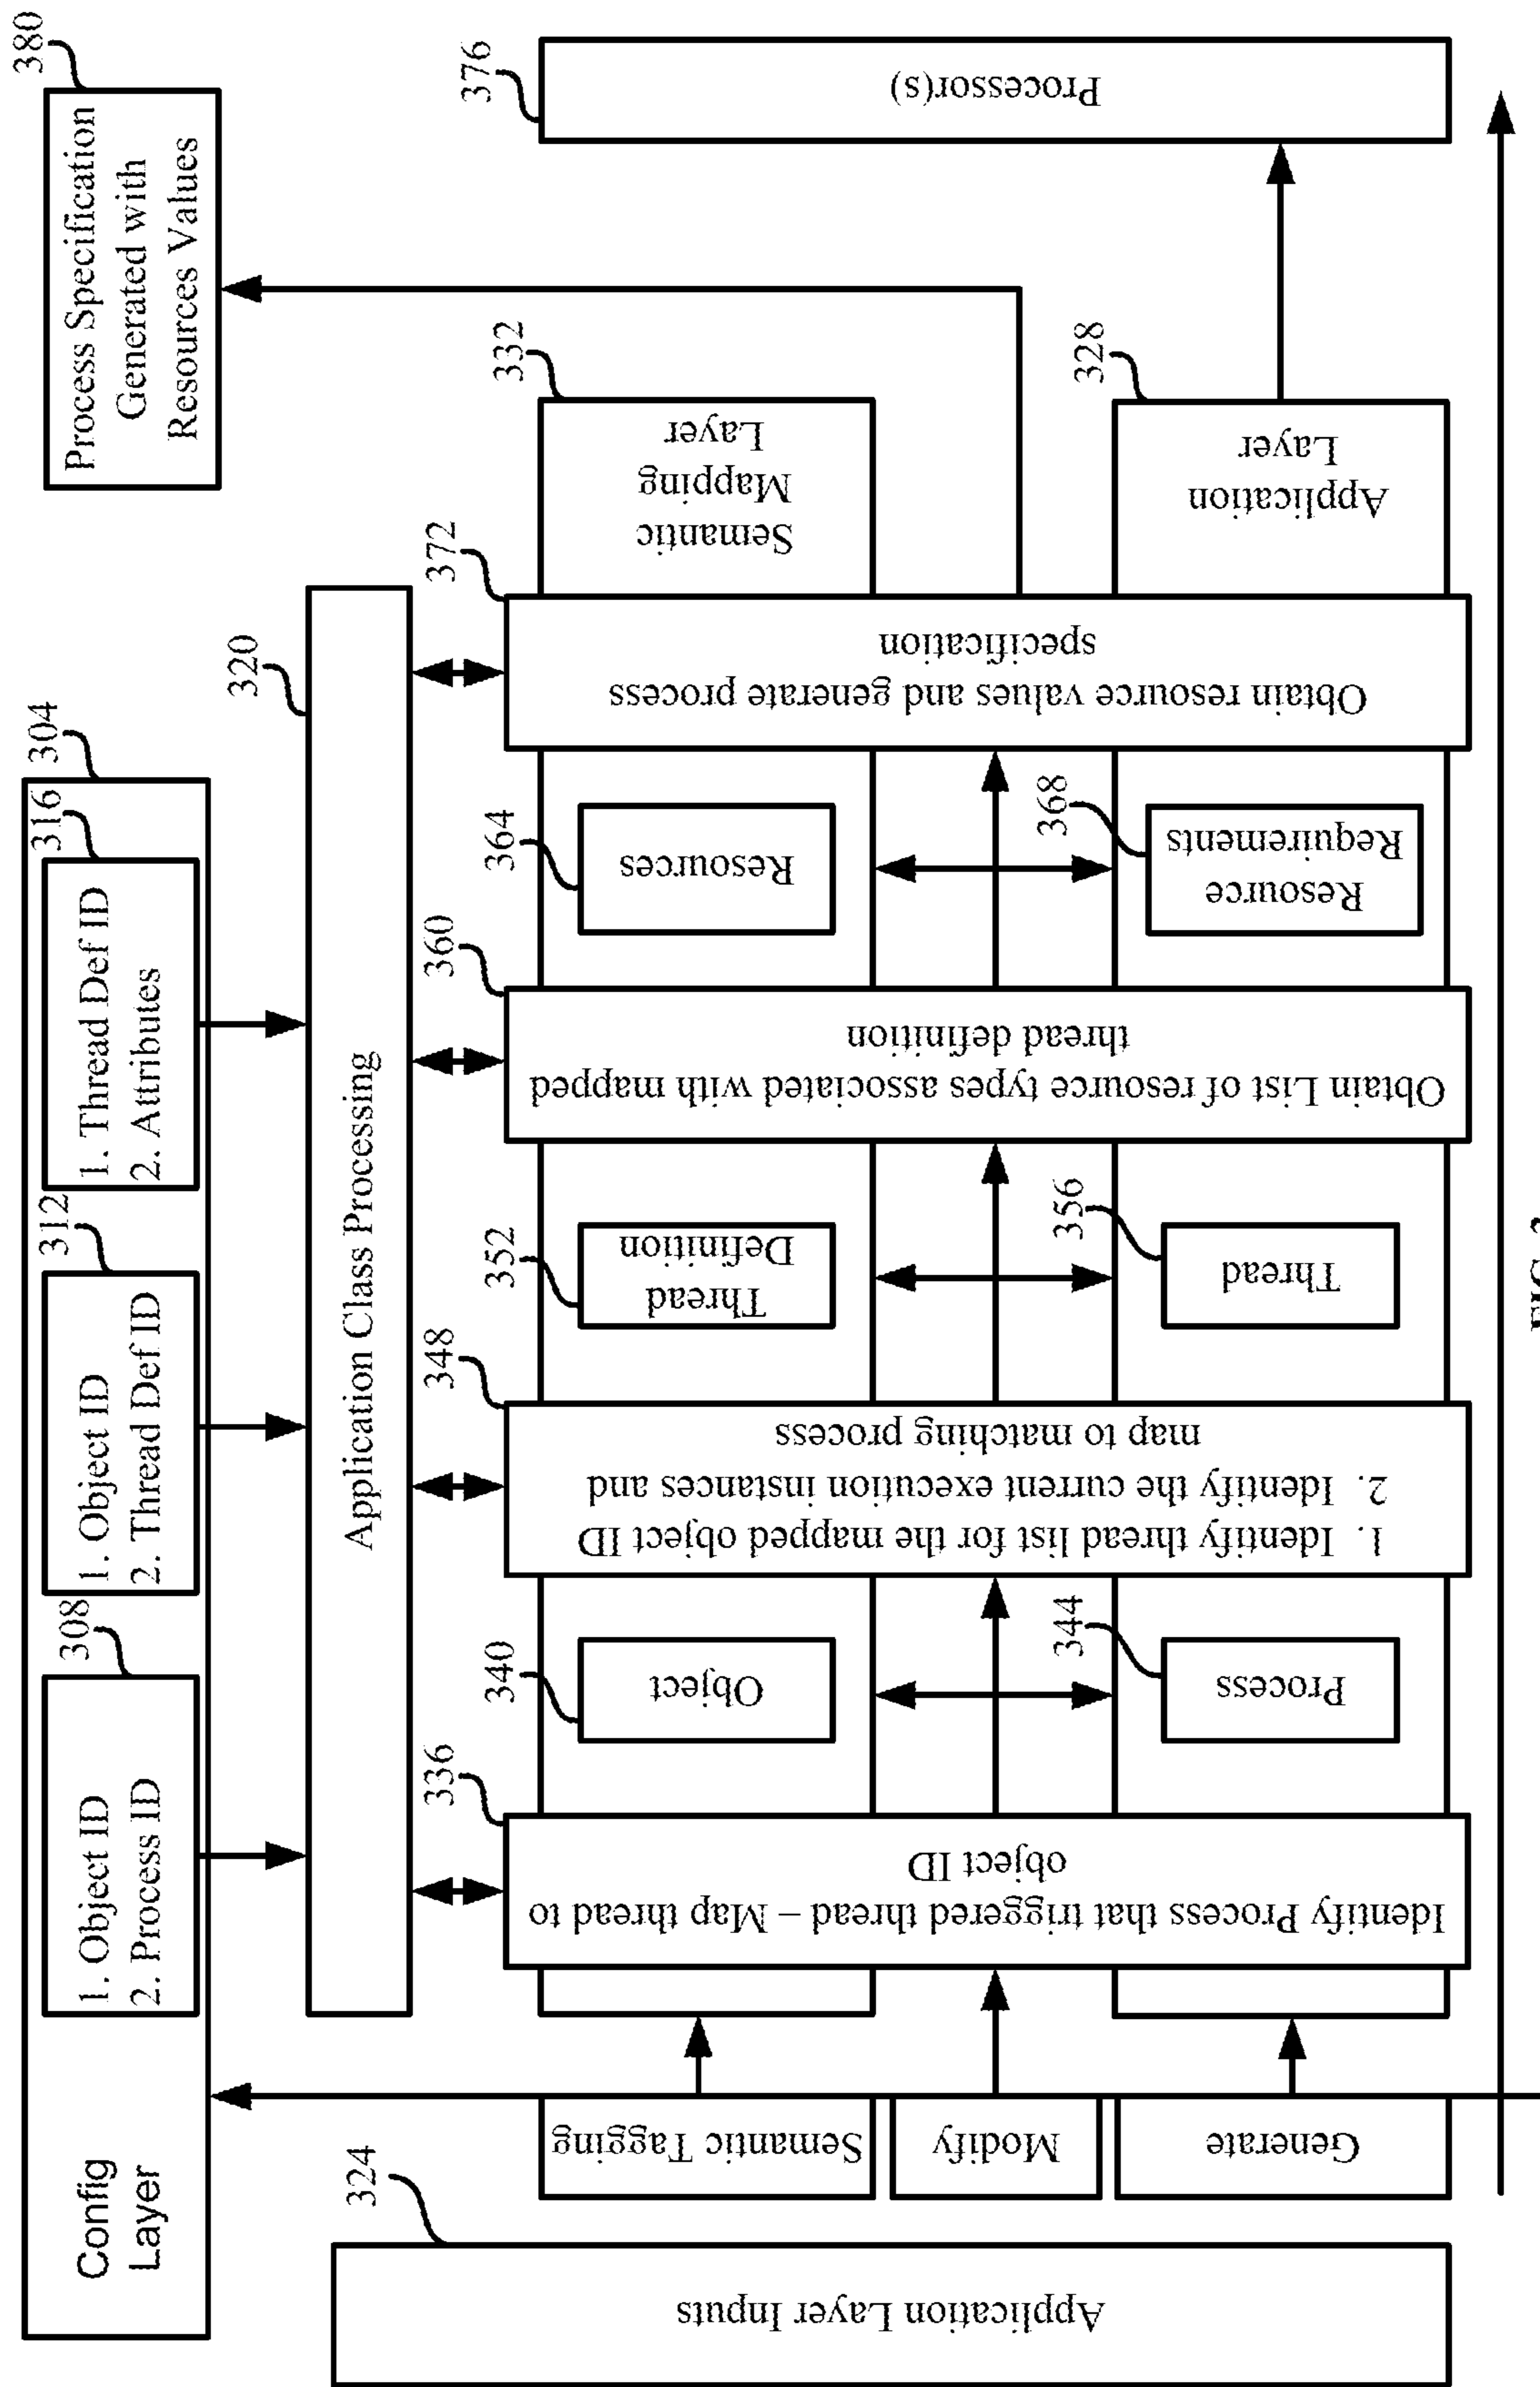 Config
Layer
304
1. Object ID
2. Process ID
308
1. Object ID
2. Thread Def ID
312
1. Thread Def ID
2. Attributes
316
Process Specification
Generated with
Resources Values
380
Application Class Processing
320
Application Layer Inputs
324
Semantic Tagging
Modify
Generate
Identify Process that triggered thread – Map thread to
object ID
336
Object
340
Process
344
1. Identify thread list for the mapped object ID
2. Identify the current execution instances and
map to matching process
348
Thread
Definition
352
Thread
356
Obtain List of resource types associated with mapped
thread definition
360
Resources
364
Resource
Requirements
368
Obtain resource values and generate process
specification
372
Semantic
Mapping
Layer
332
Application
Layer
328
Processor(s)
376